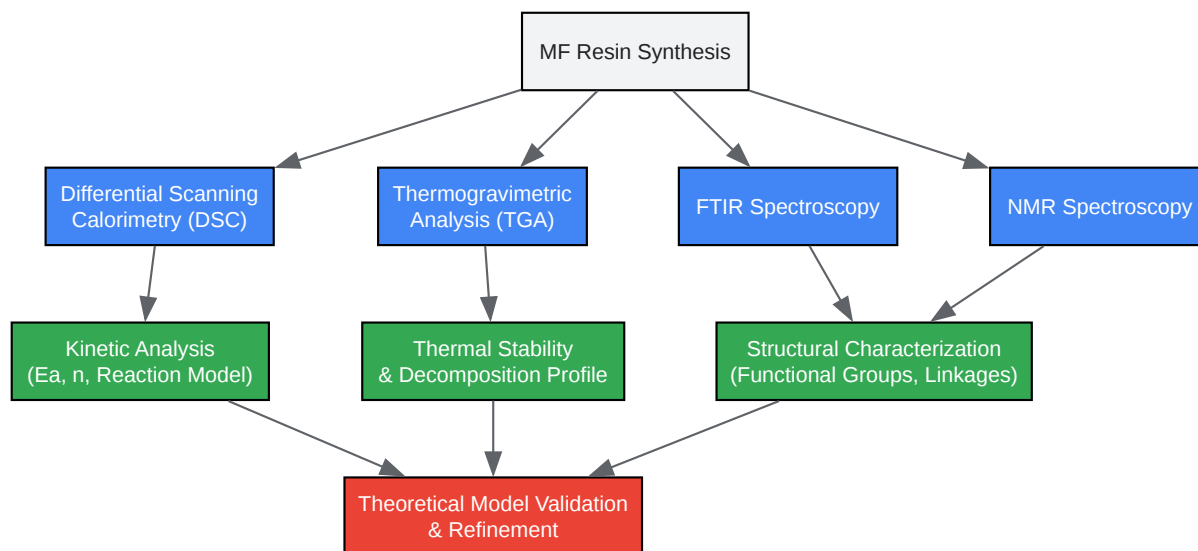 MF Resin Synthesis
Differential Scanning
Calorimetry (DSC)
Thermogravimetric
Analysis (TGA)
FTIR Spectroscopy
NMR Spectroscopy
Kinetic Analysis
(Ea, n, Reaction Model)
Thermal Stability
& Decomposition Profile
Structural Characterization
(Functional Groups, Linkages)
Theoretical Model Validation
& Refinement